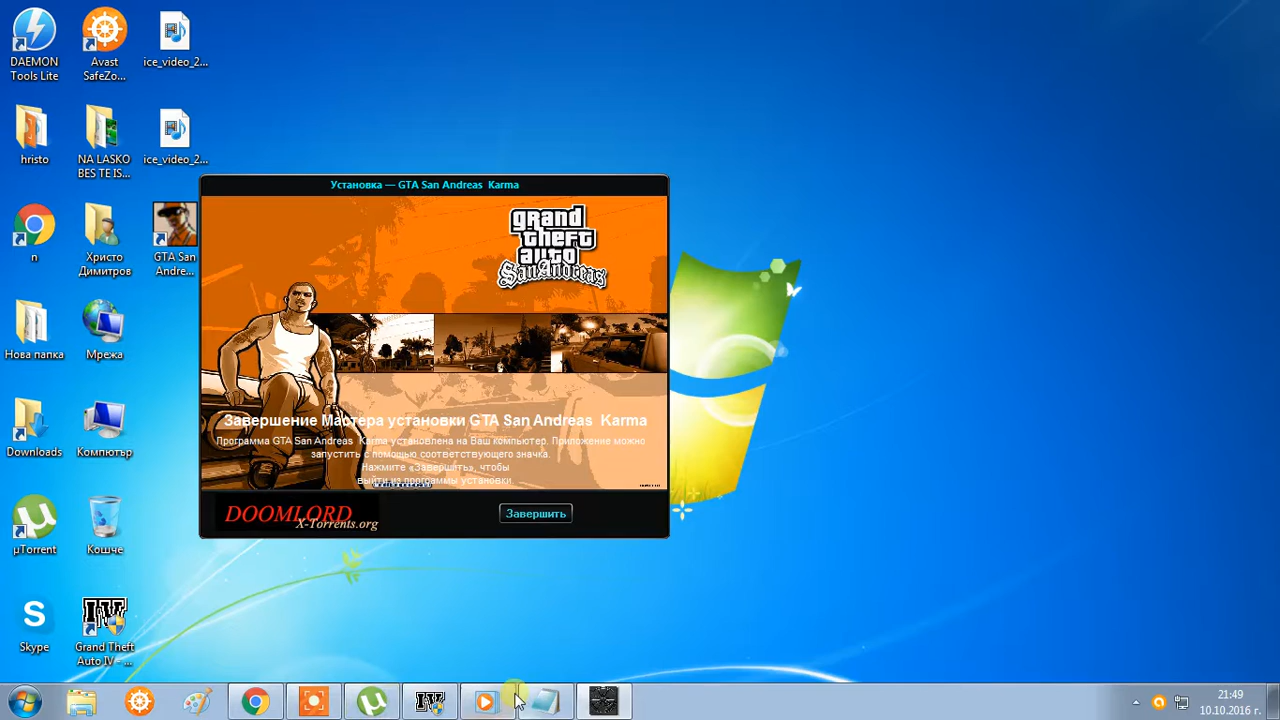 DAEMON
Tools Lite
Avast
SafeZo...
ice_video_2...
hristo
NA LASKO
BES TE IS...
ice_video_2...
n
Христо
Димитров
GTA San
Andre...
Нова папка
Мрежа
Downloads
Компютър
µTorrent
Кошче
S
Skype
IV
Grand Theft
Auto IV - ...
Установка — GTA San Andreas Karma
grand
theft
auto
San Andreas
Завершение Мастера установки GTA San Andreas Karma
Программа GTA San Andreas Karma установлена на Ваш компьютер. Приложение можно
запустить с помощью соответствующего значка.
Нажмите «Завершить», чтобы
выйти из программы установки.
DOOMLORD
X-Torrents.org
Завершить
IV
21:49
10.10.2016 г.